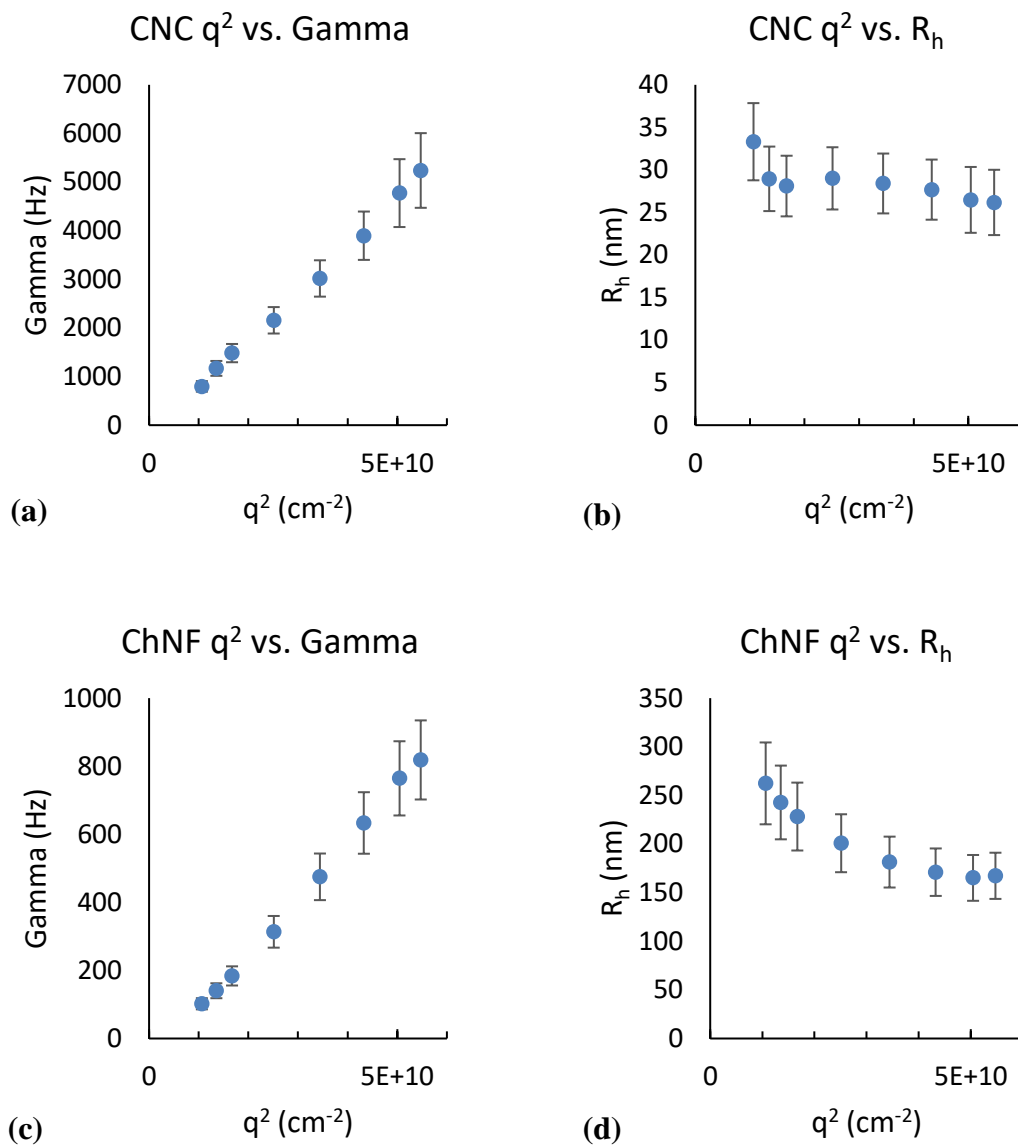 CNC q² vs. Gamma
7000
6000
5000
4000
3000
2000
1000
0
Gamma (Hz)
0 5E+10
q² (cm⁻²)
(a)
CNC q² vs. Rₕ
40
35
30
25
20
15
10
5
0
Rₕ (nm)
0 5E+10
q² (cm⁻²)
(b)
ChNF q² vs. Gamma
1000
800
600
400
200
0
Gamma (Hz)
0 5E+10
q² (cm⁻²)
(c)
ChNF q² vs. Rₕ
350
300
250
200
150
100
50
0
Rₕ (nm)
0 5E+10
q² (cm⁻²)
(d)